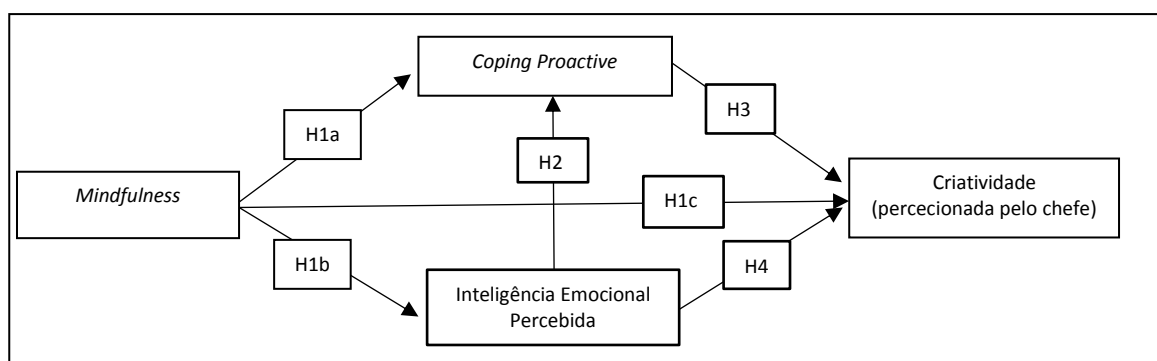 Coping Proactive
H3
H1a
H2
Mindfulness
Criatividade
(percecionada pelo chefe)
H1c
H1b
H4
Inteligência Emocional
Percebida